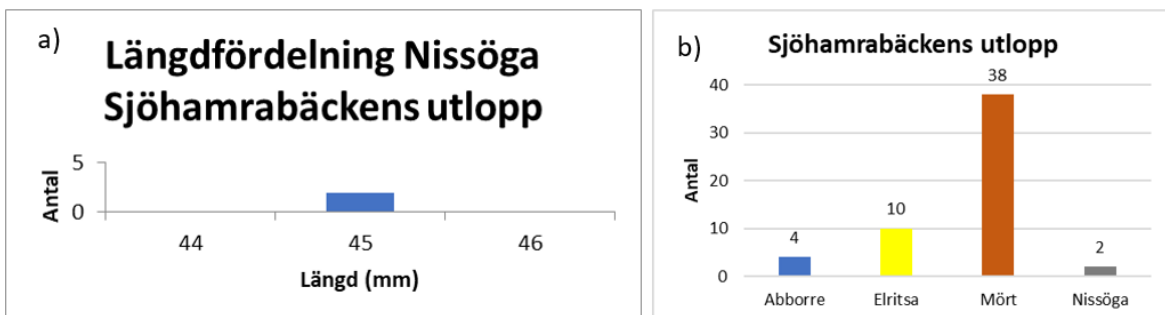 a)
Längdfördelning Nissöga
Sjöhamrabäckens utlopp
Antal
5
0
44 45 46
Längd (mm)
b)
Sjöhamrabäckens utlopp
Antal
40
30
20
10
0
4 10 38 2
Abborre Elritsa Mört Nissöga